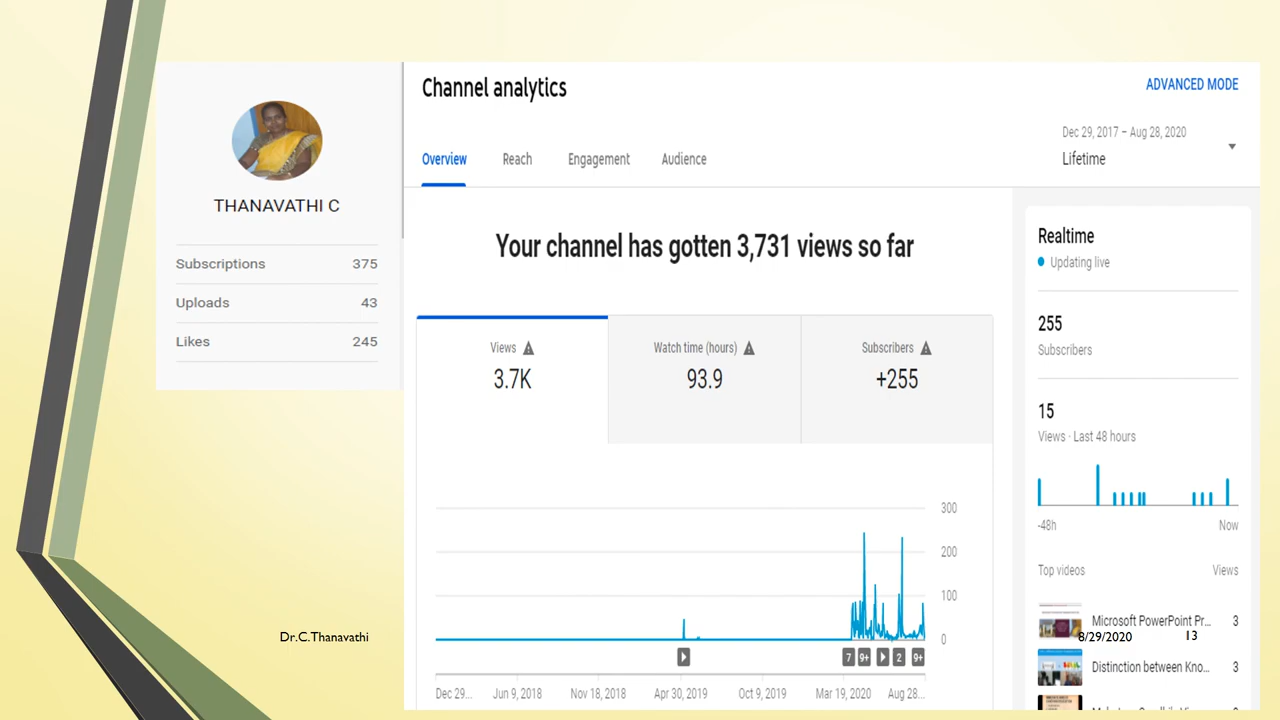 THANAVATHI C
Subscriptions 375
Uploads 43
Likes 245
Channel analytics
ADVANCED MODE
Dec 29, 2017 – Aug 28, 2020
Lifetime
Overview Reach Engagement Audience
Your channel has gotten 3,731 views so far
Views
3.7K
Watch time (hours)
93.9
Subscribers
+255
300
200
100
0
7 9+ 2 9+
Dec 29... Jun 9, 2018 Nov 18, 2018 Apr 30, 2019 Oct 9, 2019 Mar 19, 2020 Aug 28...
Realtime
Updating live
255
Subscribers
15
Views · Last 48 hours
-48h Now
Top videos Views
Microsoft PowerPoint Pr... 3
Distinction between Kno... 3
Dr.C.Thanavathi
8/29/2020
13